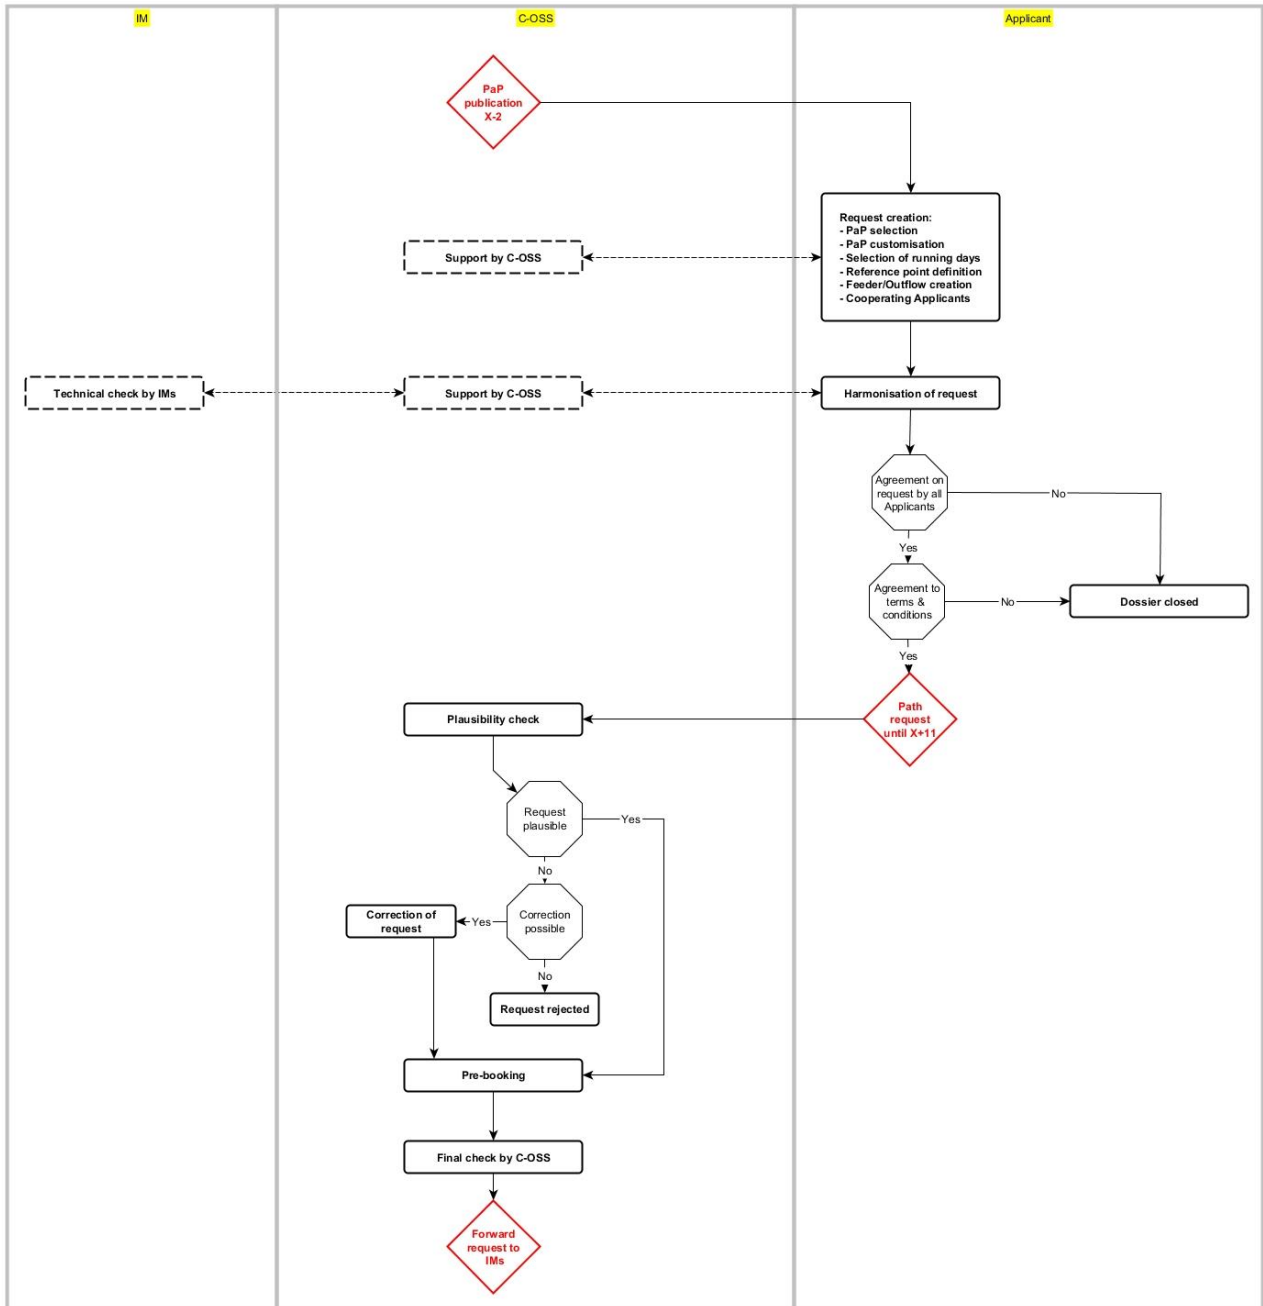 IM
C-OSS
Applicant
PaP
publication
X-2
Request creation:
- PaP selection
- PaP customisation
- Selection of running days
- Reference point definition
- Feeder/Outflow creation
- Cooperating Applicants
Support by C-OSS
Technical check by IMs
Support by C-OSS
Harmonisation of request
Agreement on
request by all
Applicants
No
Yes
Agreement to
terms &
conditions
No
Dossier closed
Yes
Path
request
until X+11
Plausibility check
Request
plausible
Yes
No
Correction
possible
Yes
Correction of
request
No
Request rejected
Pre-booking
Final check by C-OSS
Forward
request to
IMs